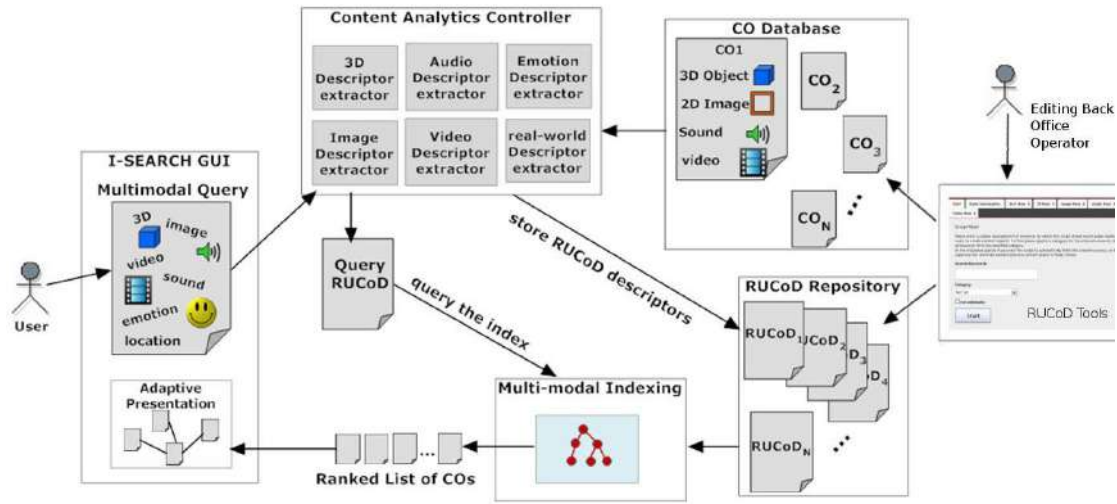 Content Analytics Controller
3D
Descriptor
extractor
Audio
Descriptor
extractor
Emotion
Descriptor
extractor
Image
Descriptor
extractor
Video
Descriptor
extractor
real-world
Descriptor
extractor
CO Database
CO1
3D Object
2D Image
Sound
video
CO2
CO3
CON
...
Editing Back
Office
Operator
I-SEARCH GUI
Multimodal Query
3D
image
video
sound
emotion
location
User
Query
RUCoD
store RUCoD descriptors
query the index
RUCoD Repository
RUCoD1
UCoD2
D3
D4
RUCoDN
...
RUCoD Tools
Multi-modal Indexing
Adaptive
Presentation
...
Ranked List of COs